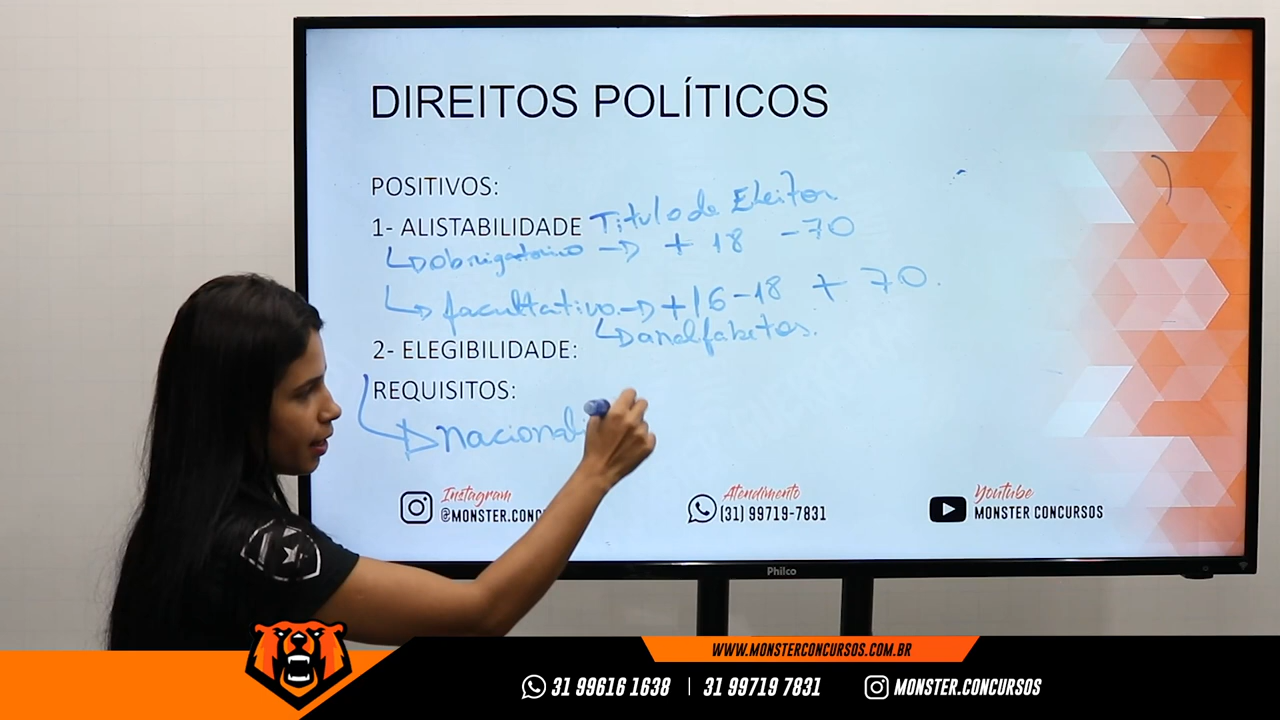 DIREITOS POLÍTICOS
POSITIVOS:
1- ALISTABILIDADE Titulo de Eleitor
obrigatorio → + 18 - 70
facultativo → + 16 - 18 + 70.
analfabetos.
2- ELEGIBILIDADE:
REQUISITOS:
nacionali
Instagram
@MONSTER.CONC
Atendimento
(31) 99719-7831
Youtube
MONSTER CONCURSOS
Philco
WWW.MONSTERCONCURSOS.COM.BR
31 99616 1638 | 31 99719 7831 MONSTER.CONCURSOS